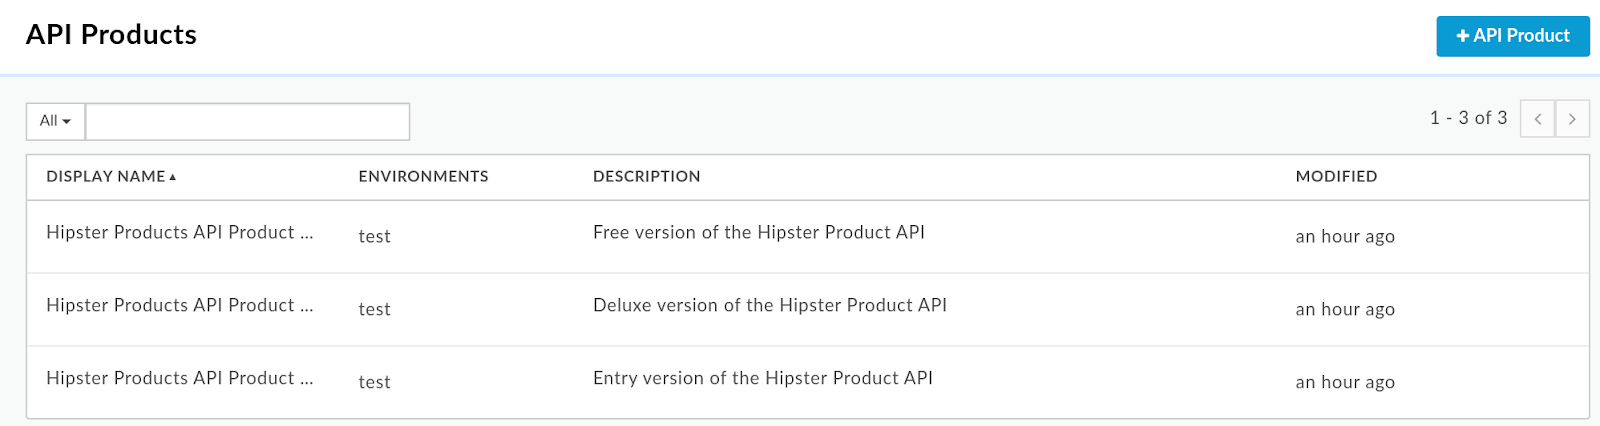 API Products
+ API Product
All
1 - 3 of 3
DISPLAY NAME ENVIRONMENTS DESCRIPTION MODIFIED
Hipster Products API Product ... test Free version of the Hipster Product API an hour ago
Hipster Products API Product ... test Deluxe version of the Hipster Product API an hour ago
Hipster Products API Product ... test Entry version of the Hipster Product API an hour ago